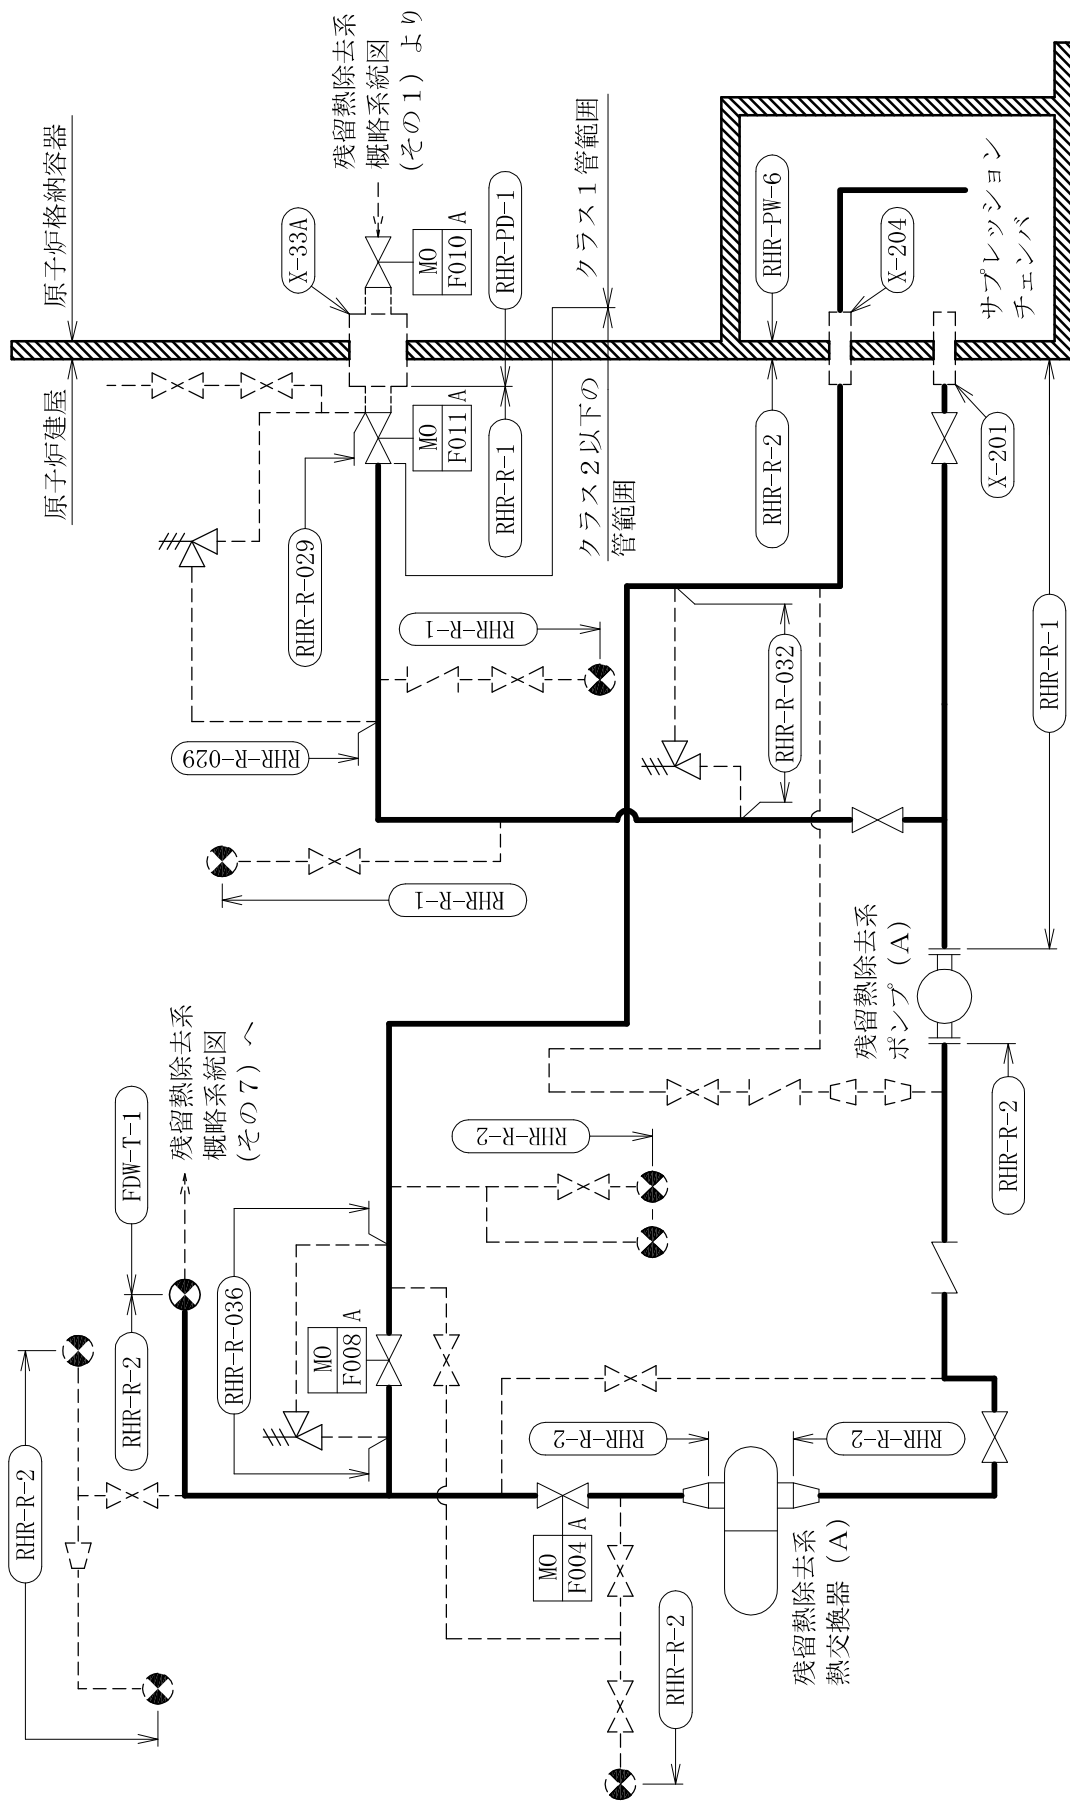 原子炉建屋
原子炉格納容器
残留熱除去系
概略系統図
(その1) より
X-33A
MO
F010
A
RHR-PD-1
クラス1管範囲
MO
F011
A
RHR-R-1
クラス2以下の
管範囲
RHR-R-029
RHR-R-029
RHR-R-1
RHR-R-1
RHR-PW-6
RHR-R-2
X-204
サプレッション
チェンバ
X-201
RHR-R-032
RHR-R-1
残留熱除去系
ポンプ (A)
RHR-R-2
残留熱除去系
概略系統図
(その7) へ
FDW-T-1
RHR-R-2
RHR-R-2
RHR-R-2
RHR-R-036
MO
F008
A
MO
F004
A
RHR-R-2
RHR-R-2
残留熱除去系
熱交換器 (A)
RHR-R-2